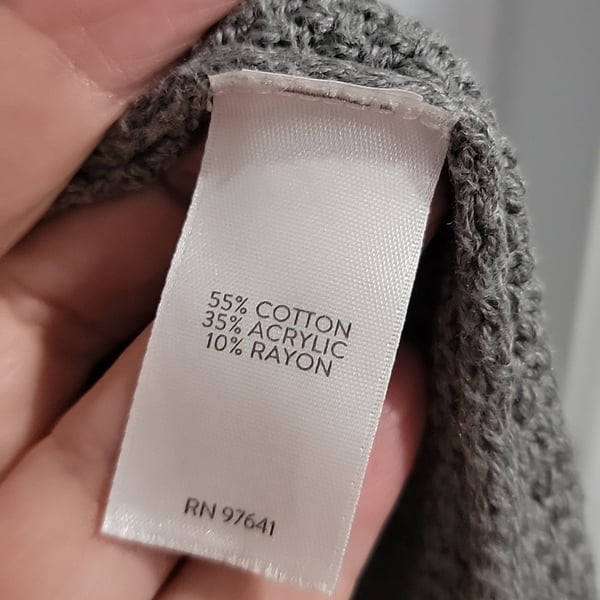 55% COTTON
35% ACRYLIC
10% RAYON
RN 97641